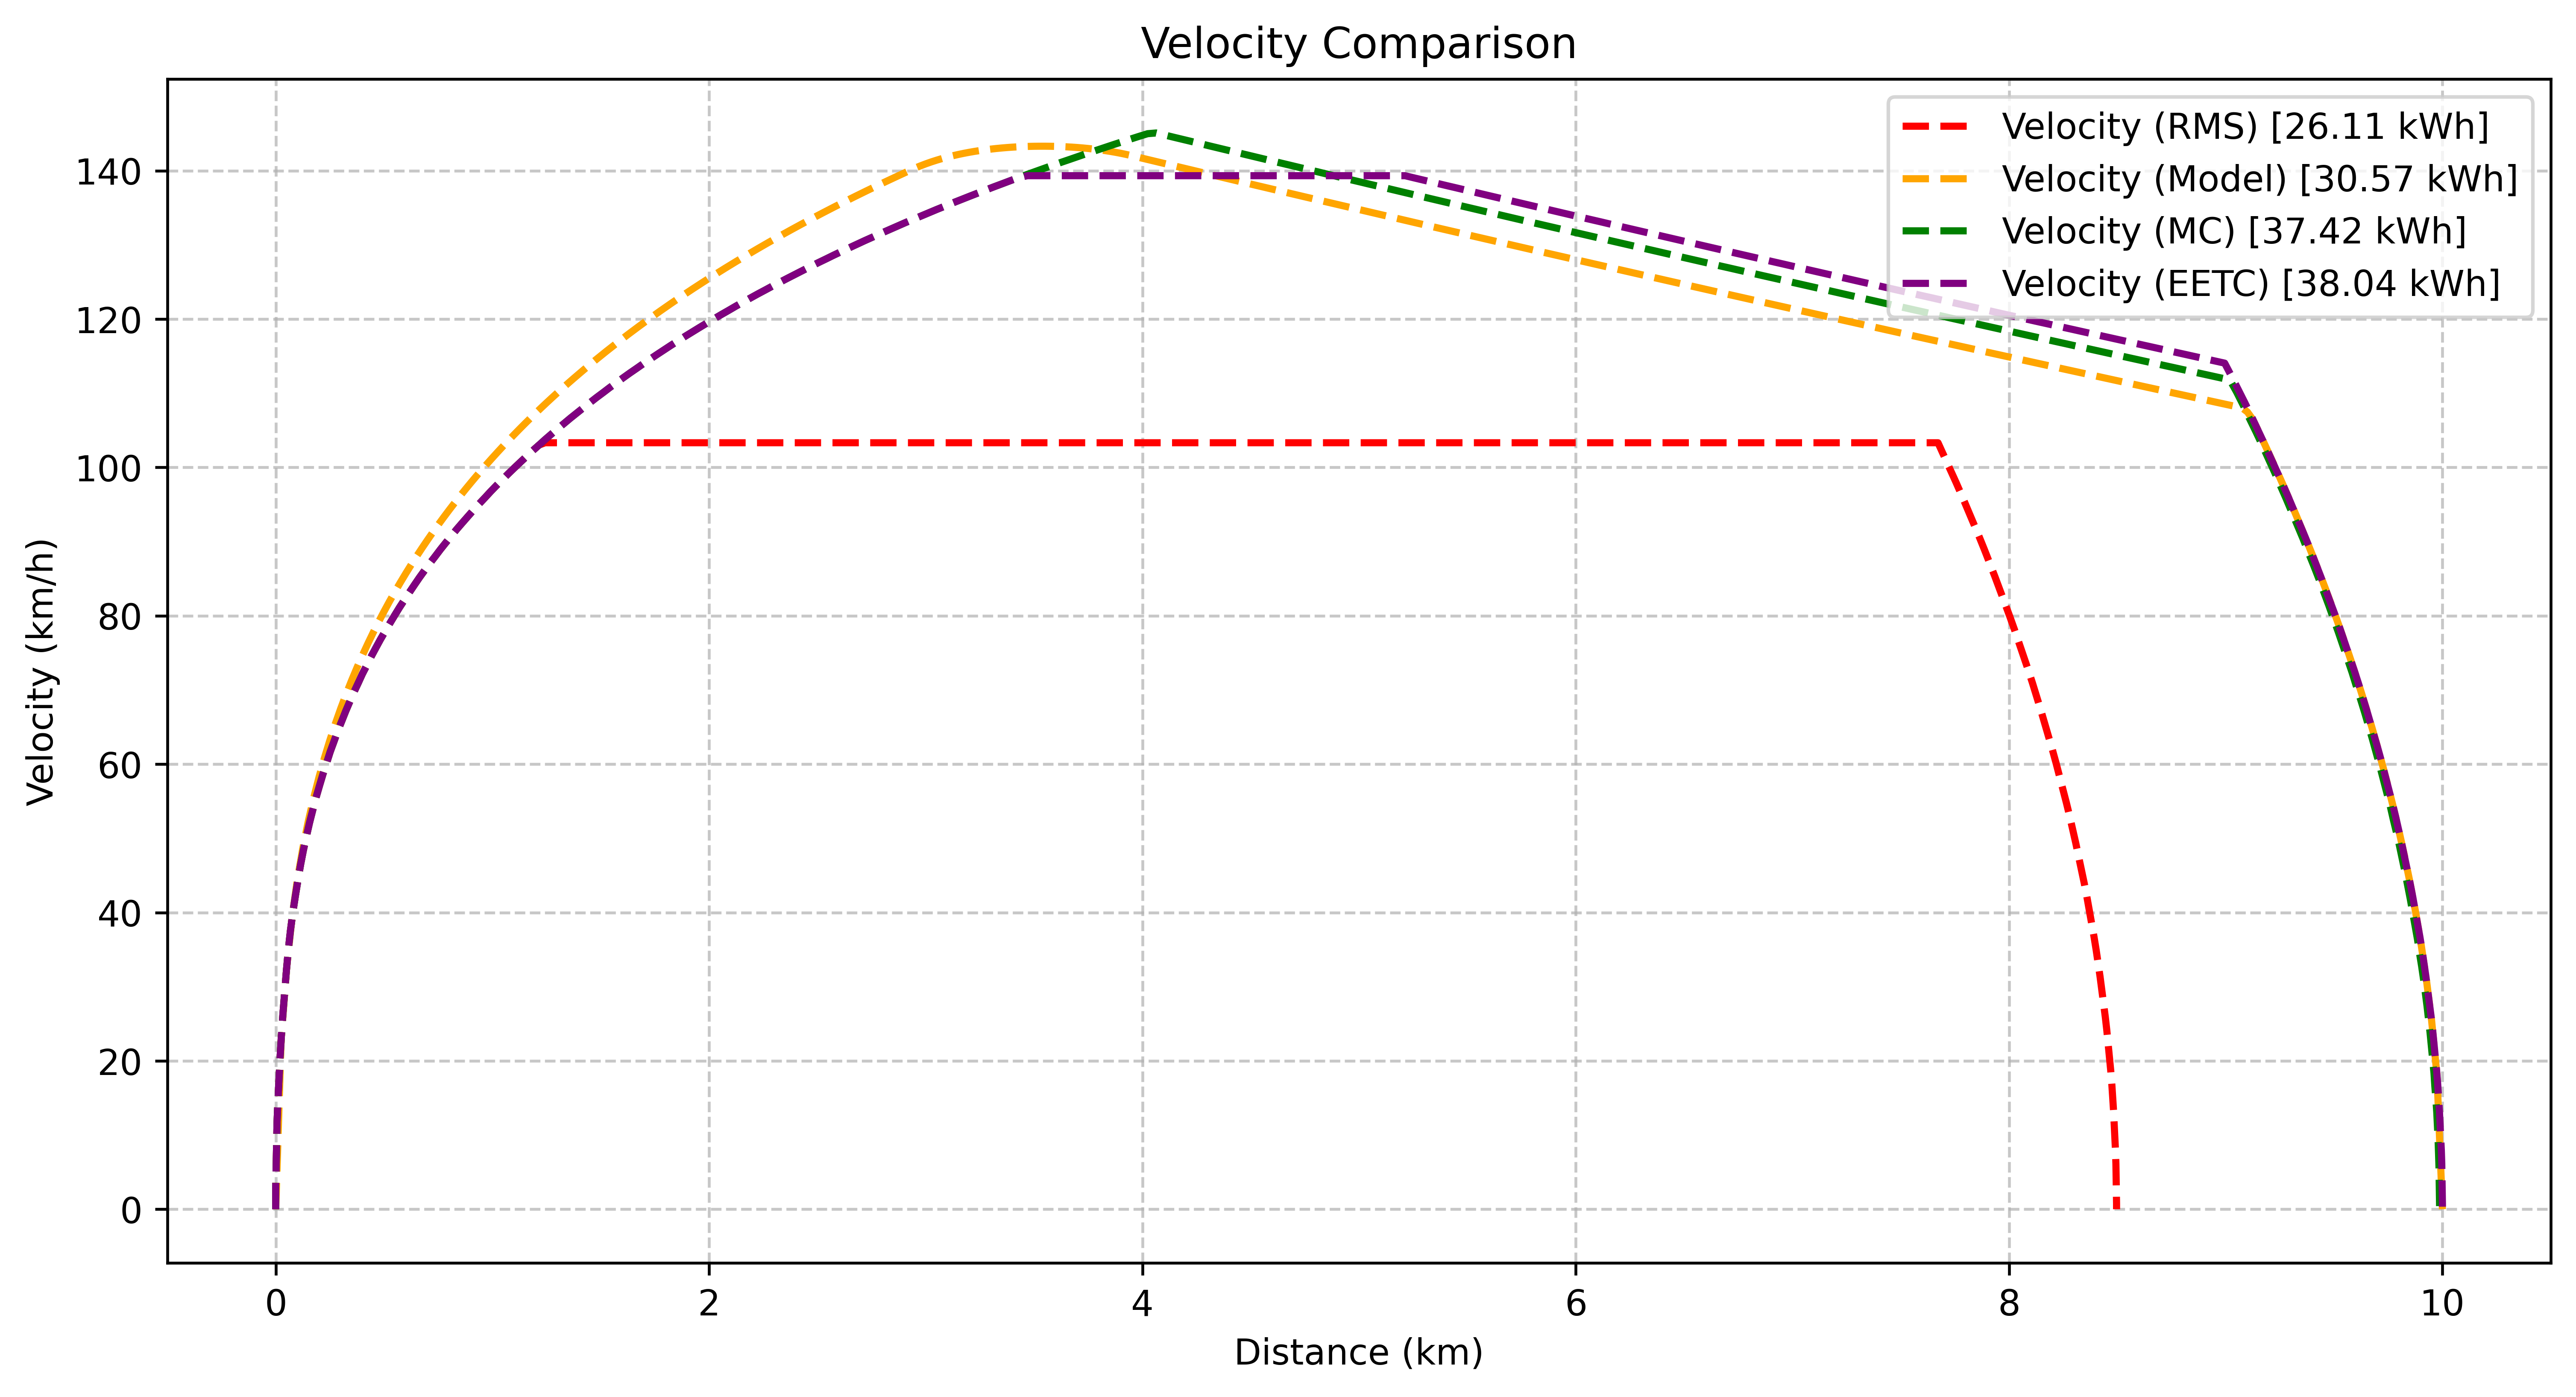 Velocity Comparison
Velocity (RMS) [26.11 kWh]
Velocity (Model) [30.57 kWh]
Velocity (MC) [37.42 kWh]
Velocity (EETC) [38.04 kWh]
Velocity (km/h)
140
120
100
80
60
40
20
0
0 2 4 6 8 10
Distance (km)